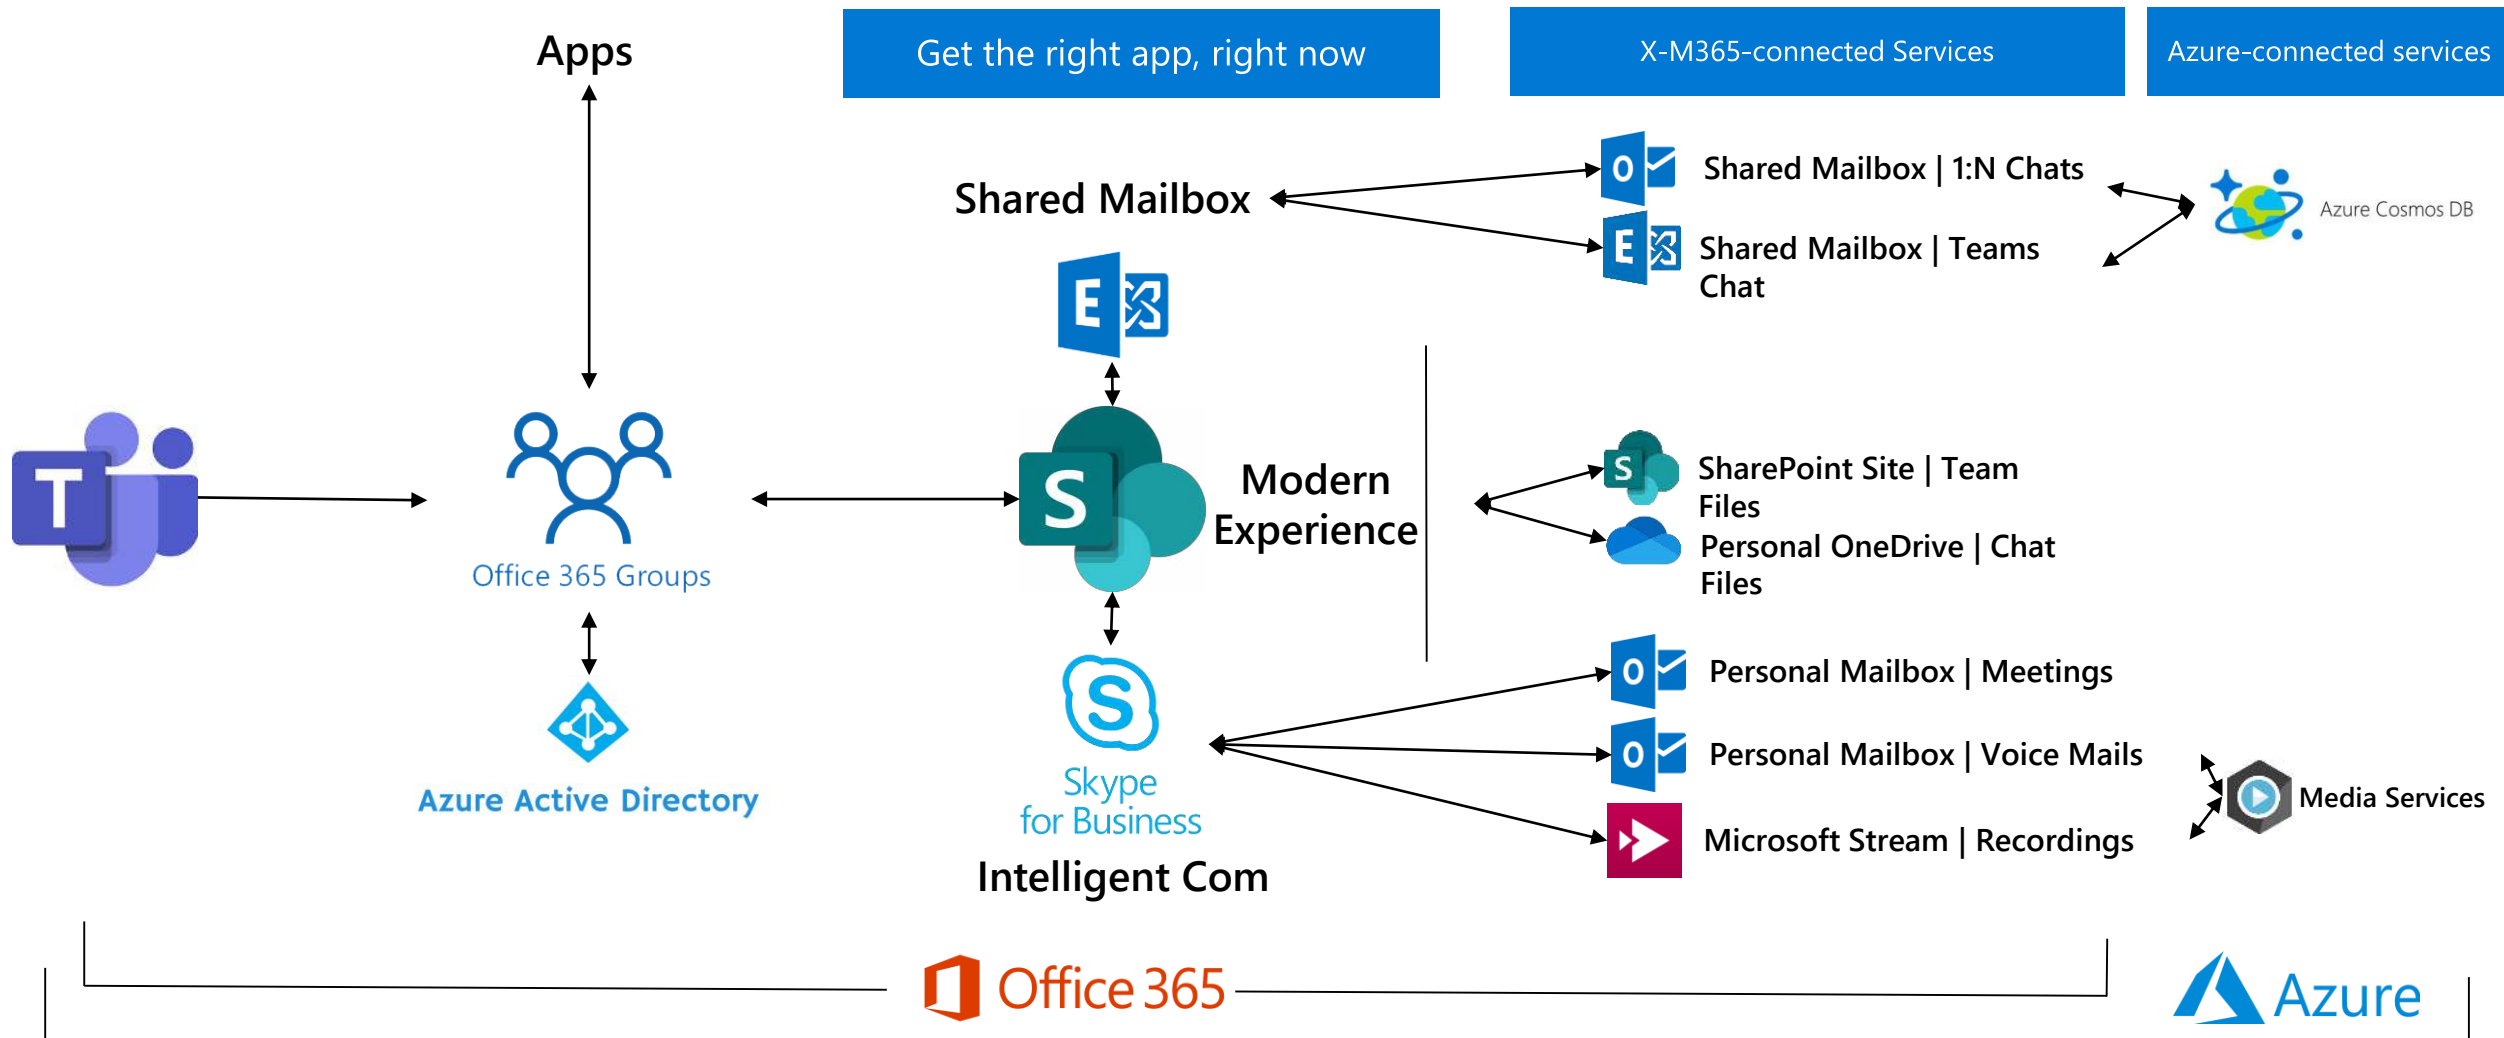 Apps
Get the right app, right now
X-M365-connected Services
Azure-connected services
Shared Mailbox
Shared Mailbox | 1:N Chats
Shared Mailbox | Teams
Chat
Azure Cosmos DB
E
O
E
T
Office 365 Groups
S
Modern
Experience
S
SharePoint Site | Team
Files
Personal OneDrive | Chat
Files
Azure Active Directory
S
Skype
for Business
Intelligent Com
O
Personal Mailbox | Meetings
O
Personal Mailbox | Voice Mails
Microsoft Stream | Recordings
Media Services
Office 365
Azure